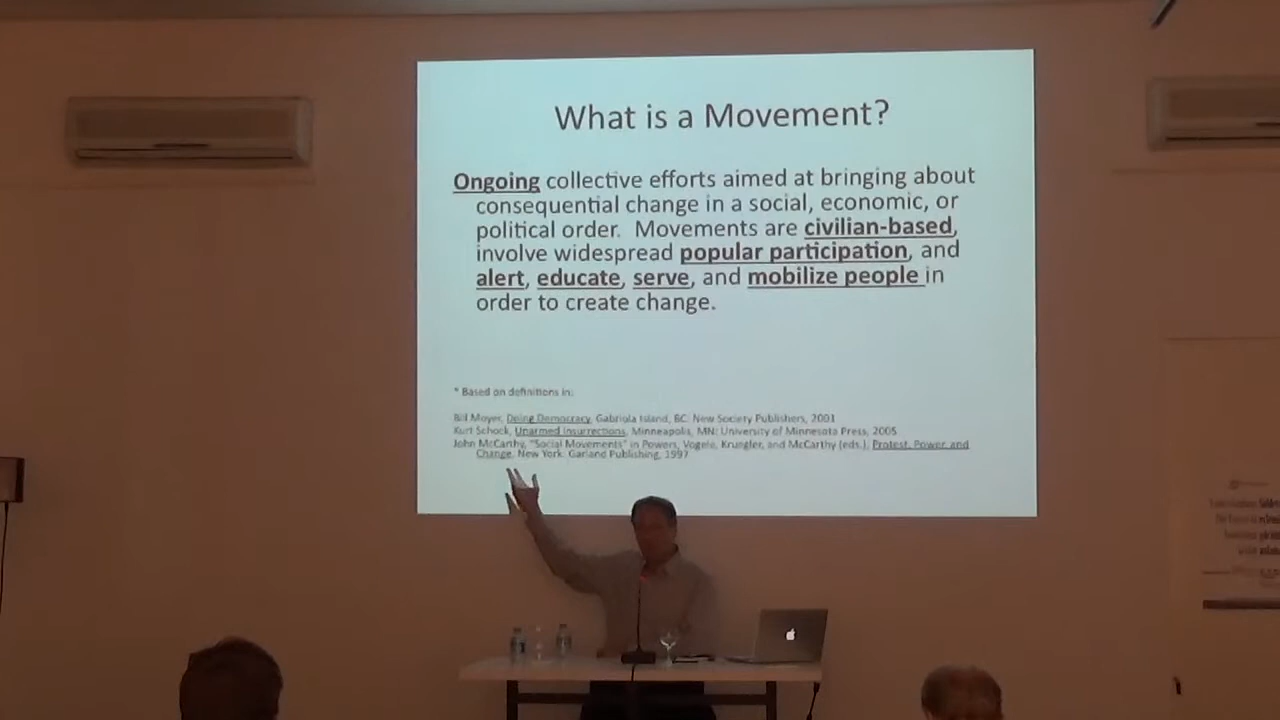 What is a Movement?
Ongoing collective efforts aimed at bringing about
consequential change in a social, economic, or
political order. Movements are civilian-based,
involve widespread popular participation, and
alert, educate, serve, and mobilize people in
order to create change.
* Based on definitions in:
Bill Moyer, Doing Democracy, Gabriola Island, BC: New Society Publishers, 2001
Kurt Schock, Unarmed Insurrections, Minneapolis, MN: University of Minnesota Press, 2005
John McCarthy, "Social Movements" in Powers, Vogele, Kruegler, and McCarthy (eds.), Protest, Power, and
Change, New York: Garland Publishing, 1997